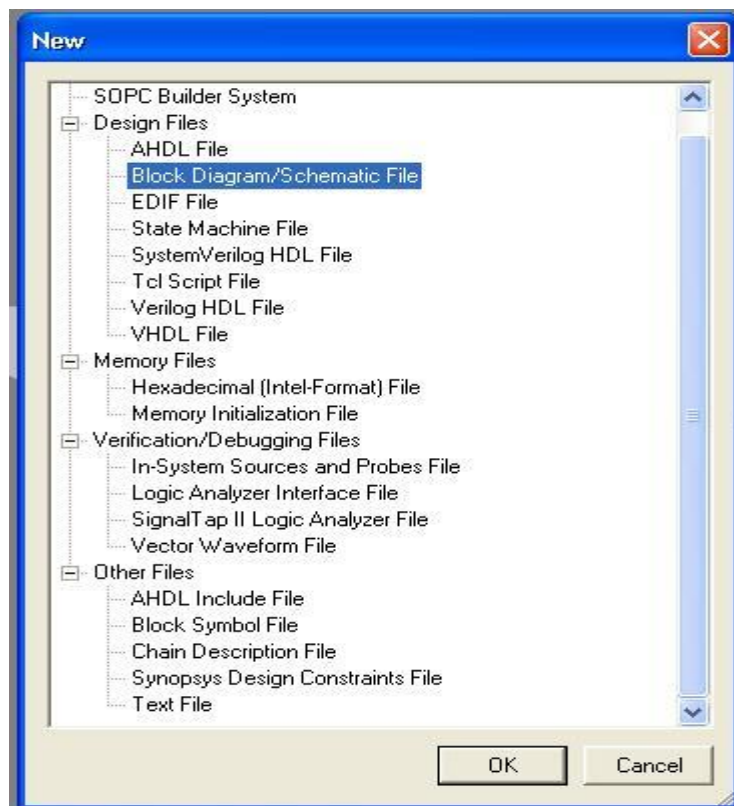 New
SOPC Builder System
Design Files
AHDL File
Block Diagram/Schematic File
EDIF File
State Machine File
SystemVerilog HDL File
Tcl Script File
Verilog HDL File
VHDL File
Memory Files
Hexadecimal (Intel-Format) File
Memory Initialization File
Verification/Debugging Files
In-System Sources and Probes File
Logic Analyzer Interface File
SignalTap II Logic Analyzer File
Vector Waveform File
Other Files
AHDL Include File
Block Symbol File
Chain Description File
Synopsys Design Constraints File
Text File
OK Cancel